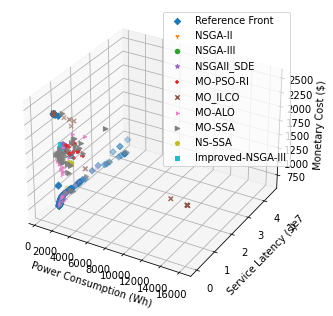 Reference Front
NSGA-II
NSGA-III
NSGAII_SDE
MO-PSO-RI
MO_ILCO
MO-ALO
MO-SSA
NS-SSA
Improved-NSGA-III
2500
2250
2000
1750
1500
1250
1000
750
Monetary Cost ($)
0
2000
4000
6000
8000
10000
12000
14000
16000
Power Consumption (Wh)
0
1
2
3
4
Service Latency (s)